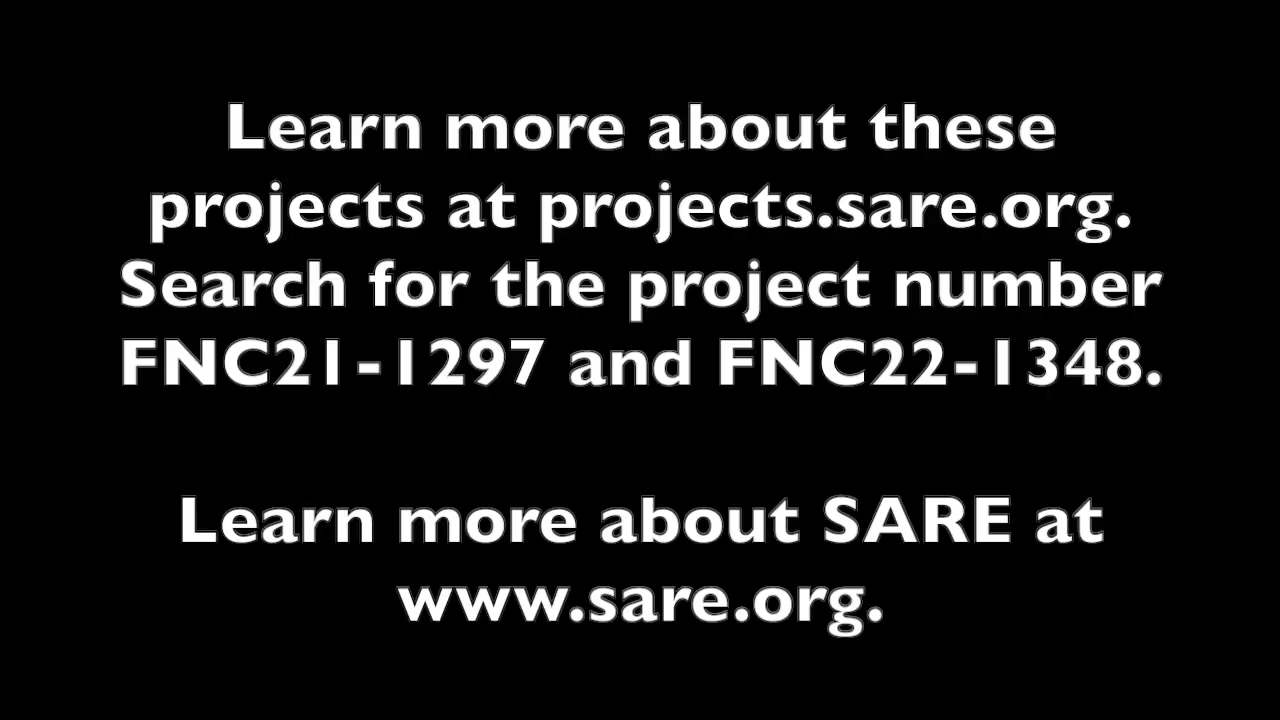 Learn more about these
projects at projects.sare.org.
Search for the project number
FNC21-1297 and FNC22-1348.
Learn more about SARE at
www.sare.org.